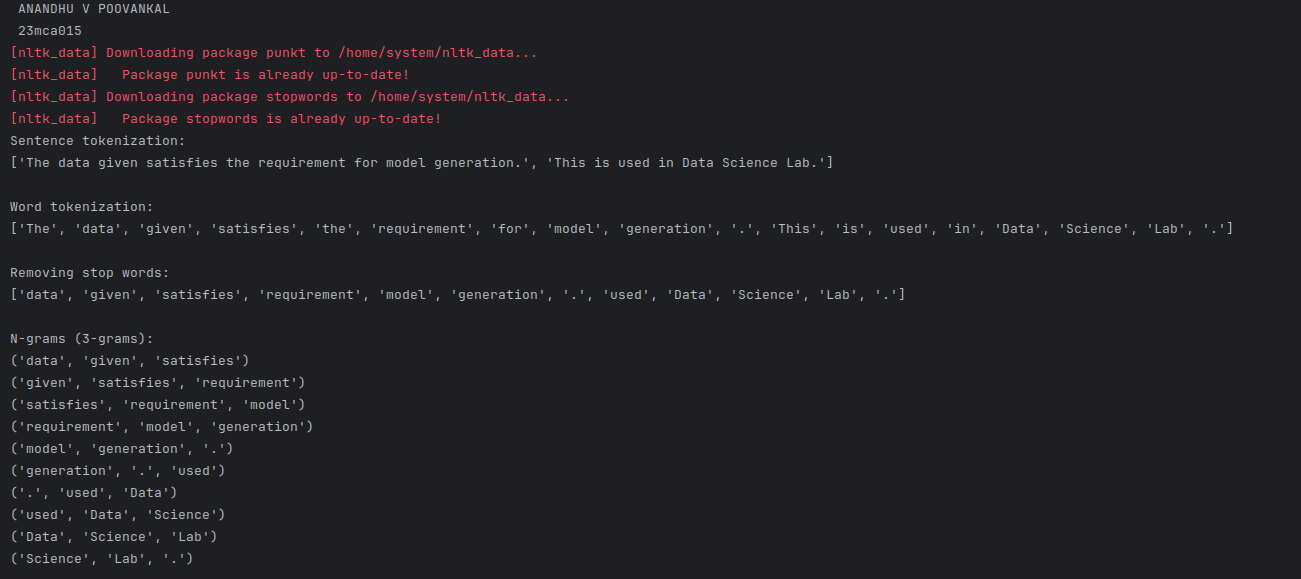 ANANDHU V POOVANKAL
23mca015
[nltk_data] Downloading package punkt to /home/system/nltk_data...
[nltk_data]   Package punkt is already up-to-date!
[nltk_data] Downloading package stopwords to /home/system/nltk_data...
[nltk_data]   Package stopwords is already up-to-date!
Sentence tokenization:
['The data given satisfies the requirement for model generation.', 'This is used in Data Science Lab.']
Word tokenization:
['The', 'data', 'given', 'satisfies', 'the', 'requirement', 'for', 'model', 'generation', '.', 'This', 'is', 'used', 'in', 'Data', 'Science', 'Lab', '.']
Removing stop words:
['data', 'given', 'satisfies', 'requirement', 'model', 'generation', '.', 'used', 'Data', 'Science', 'Lab', '.']
N-grams (3-grams):
('data', 'given', 'satisfies')
('given', 'satisfies', 'requirement')
('satisfies', 'requirement', 'model')
('requirement', 'model', 'generation')
('model', 'generation', '.')
('generation', '.', 'used')
('.', 'used', 'Data')
('used', 'Data', 'Science')
('Data', 'Science', 'Lab')
('Science', 'Lab', '.')